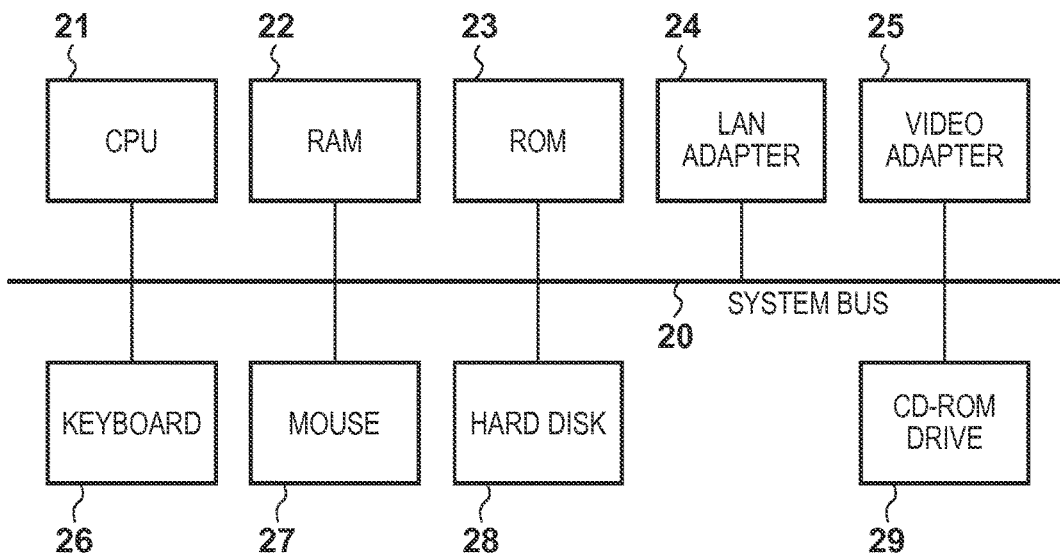 21
22
23
24
25
CPU
RAM
ROM
LAN
ADAPTER
VIDEO
ADAPTER
SYSTEM BUS
20
KEYBOARD
MOUSE
HARD DISK
CD-ROM
DRIVE
26
27
28
29